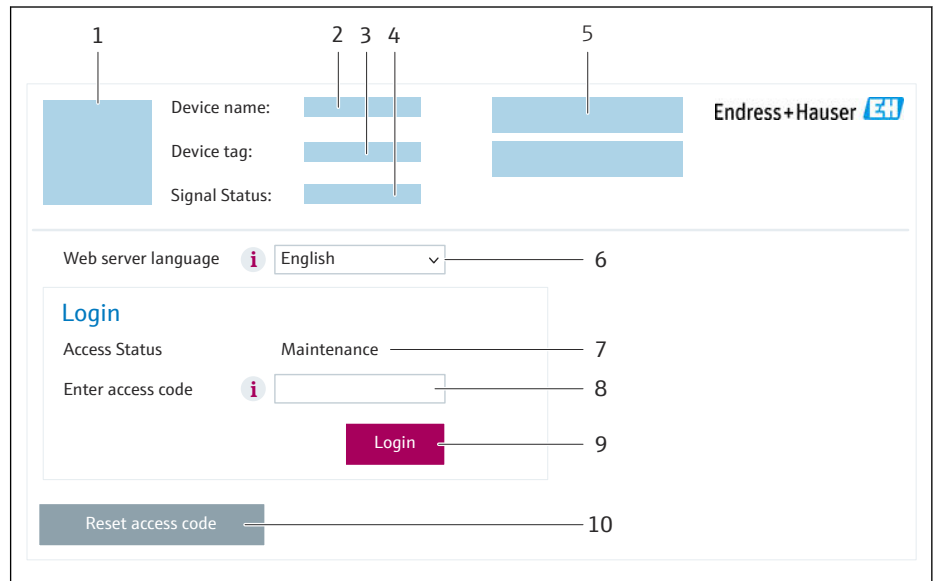 1 2 3 4 5
Device name:
Endress+Hauser EH
Device tag:
Signal Status:
Web server language i English 6
Login
Access Status Maintenance 7
Enter access code i 8
Login 9
Reset access code 10